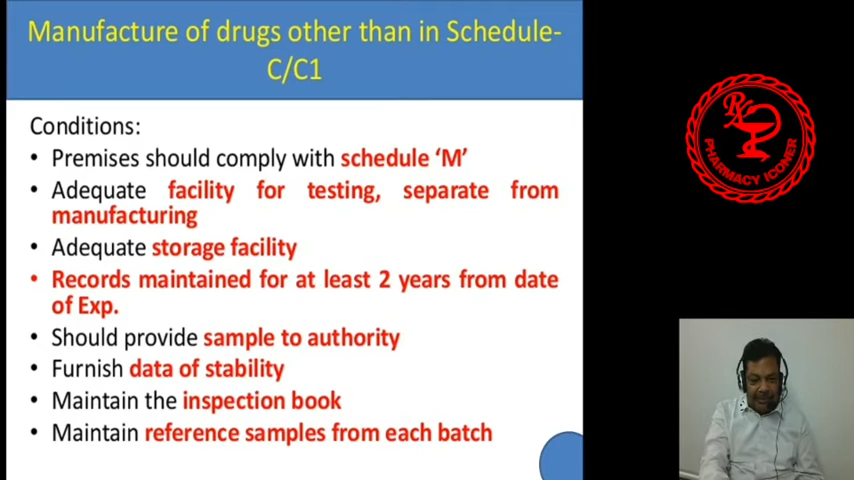 Manufacture of drugs other than in Schedule-
C/C1
Conditions:
• Premises should comply with schedule ‘M’
• Adequate facility for testing, separate from
manufacturing
• Adequate storage facility
• Records maintained for at least 2 years from date
of Exp.
• Should provide sample to authority
• Furnish data of stability
• Maintain the inspection book
• Maintain reference samples from each batch
Rx
PHARMACY ICONER